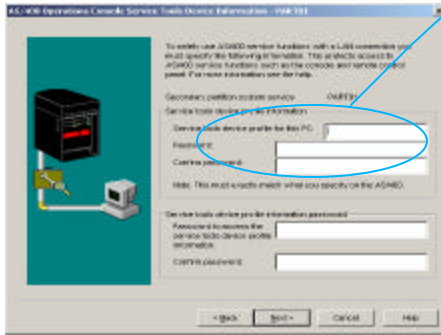 AS/400 Operations Console Service Tools Device Information - PART01
To safely use AS/400 service functions with a LAN connection you
must specify the following information. This protects access to
AS/400 service functions such as the console and remote control
panel. For more information see the help.
Secondary partition system service PART01
Service tools device profile information
Service tools device profile for this PC:
Password:
Confirm password:
Note: This must exactly match what you specify on the AS/400.
Service tools device profile information password
Password to access the
service tools device profile
information:
Confirm password:
< Back
Next >
Cancel
Help